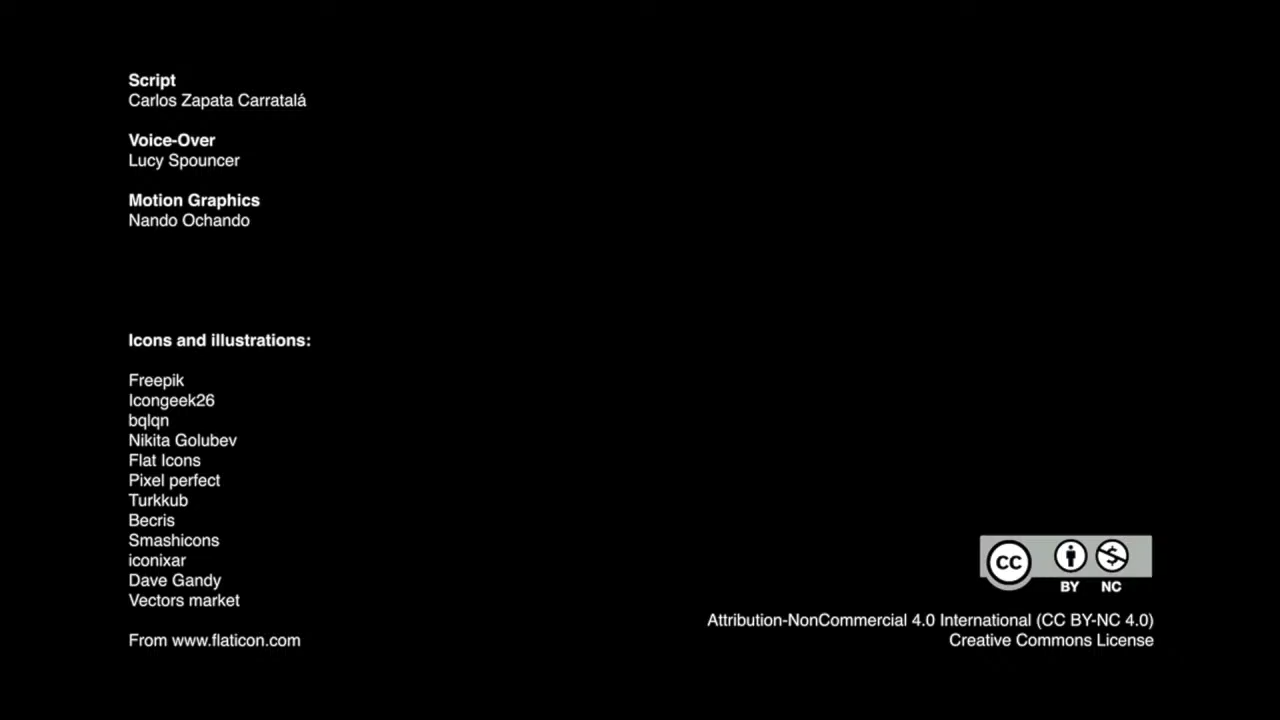 Script
Carlos Zapata Carratalá
Voice-Over
Lucy Spouncer
Motion Graphics
Nando Ochando
Icons and illustrations:
Freepik
Icongeek26
bqlqn
Nikita Golubev
Flat Icons
Pixel perfect
Turkkub
Becris
Smashicons
iconixar
Dave Gandy
Vectors market
From www.flaticon.com
CC
BY NC
Attribution-NonCommercial 4.0 International (CC BY-NC 4.0)
Creative Commons License